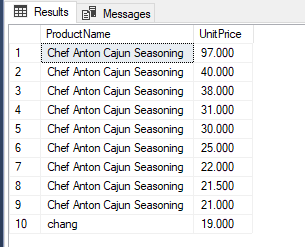 Results Messages
ProductName UnitPrice
1 Chef Anton Cajun Seasoning 97.000
2 Chef Anton Cajun Seasoning 40.000
3 Chef Anton Cajun Seasoning 38.000
4 Chef Anton Cajun Seasoning 31.000
5 Chef Anton Cajun Seasoning 30.000
6 Chef Anton Cajun Seasoning 25.000
7 Chef Anton Cajun Seasoning 22.000
8 Chef Anton Cajun Seasoning 21.500
9 Chef Anton Cajun Seasoning 21.000
10 chang 19.000